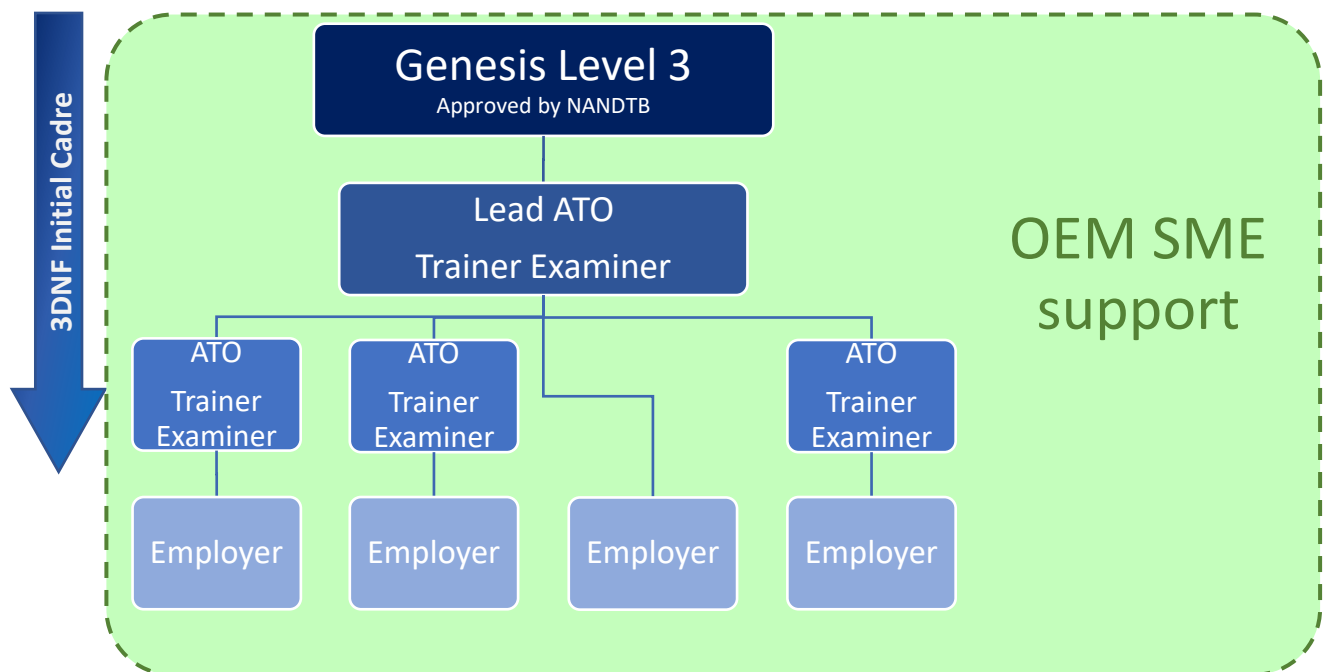 3DNF Initial Cadre
Genesis Level 3
Approved by NANDTB
Lead ATO
Trainer Examiner
OEM SME
support
ATO
Trainer
Examiner
ATO
Trainer
Examiner
ATO
Trainer
Examiner
Employer
Employer
Employer
Employer